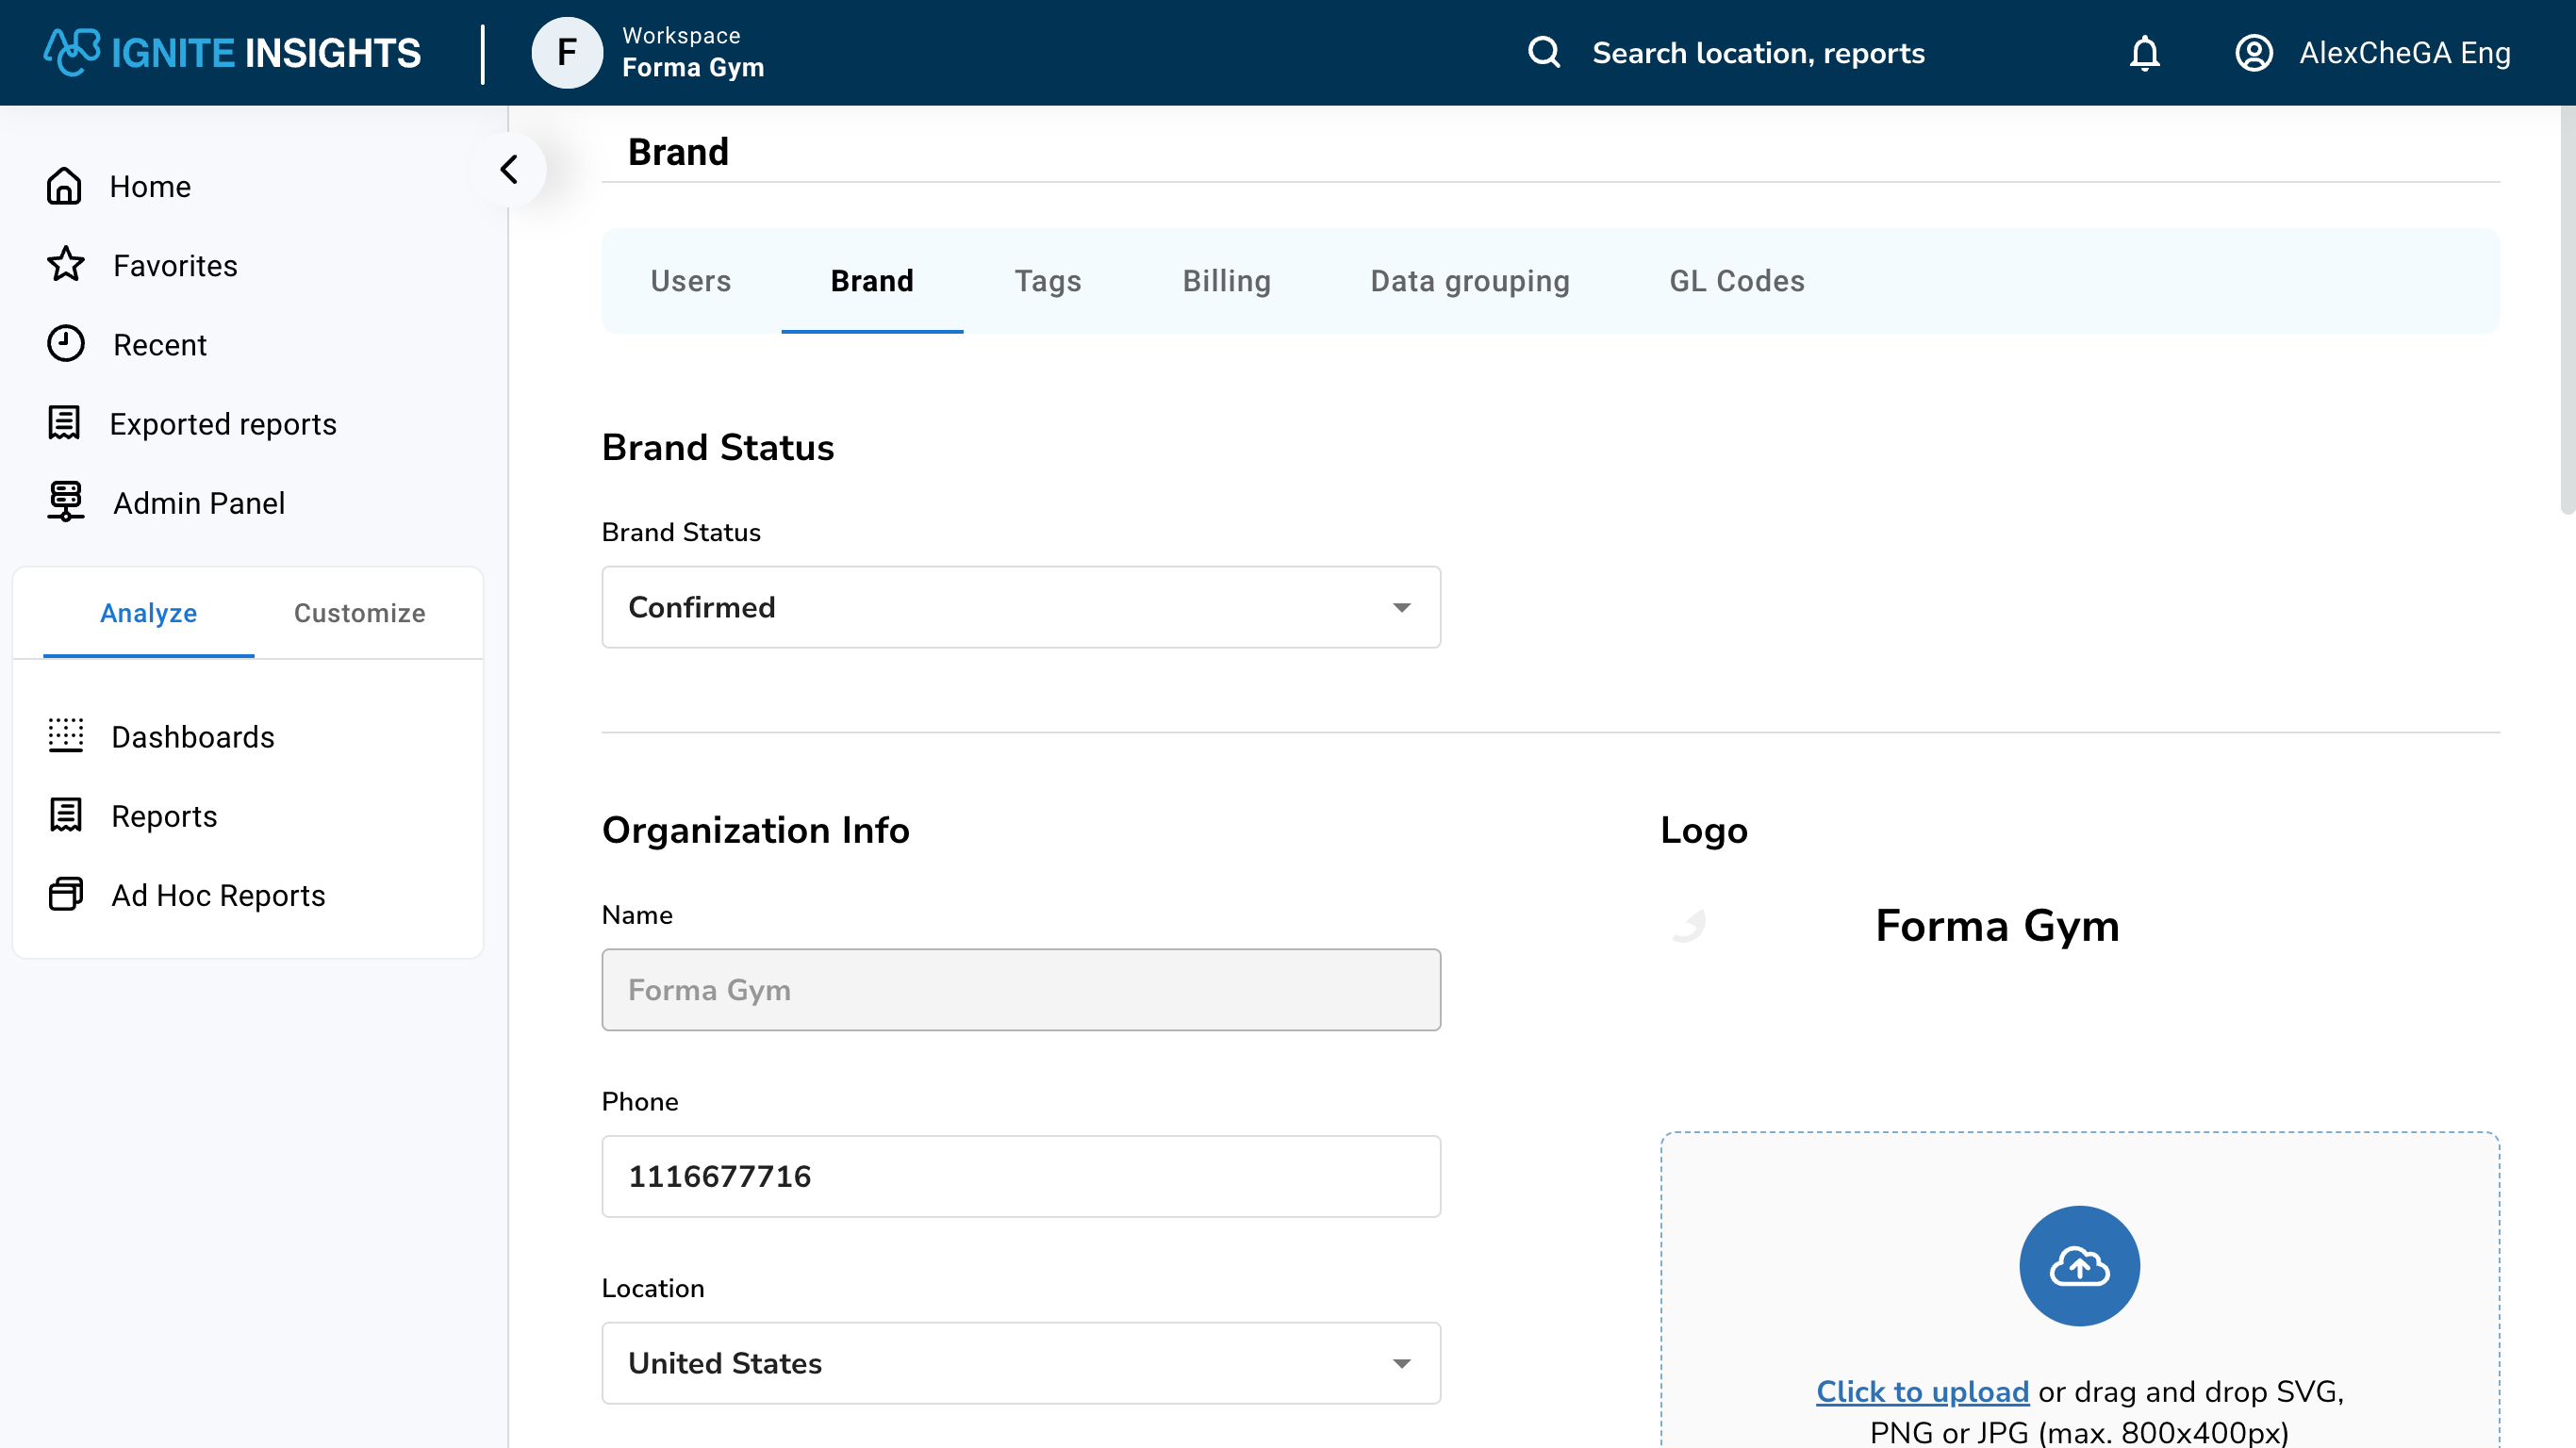 IGNITE INSIGHTS
F
Workspace
Forma Gym
Search location, reports
AlexCheGA Eng
Home
Favorites
Recent
Exported reports
Admin Panel
Analyze
Customize
Dashboards
Reports
Ad Hoc Reports
Brand
Users
Brand
Tags
Billing
Data grouping
GL Codes
Brand Status
Brand Status
Confirmed
Organization Info
Name
Forma Gym
Phone
1116677716
Location
United States
Logo
Forma Gym
Click to upload or drag and drop SVG,
PNG or JPG (max. 800x400px)